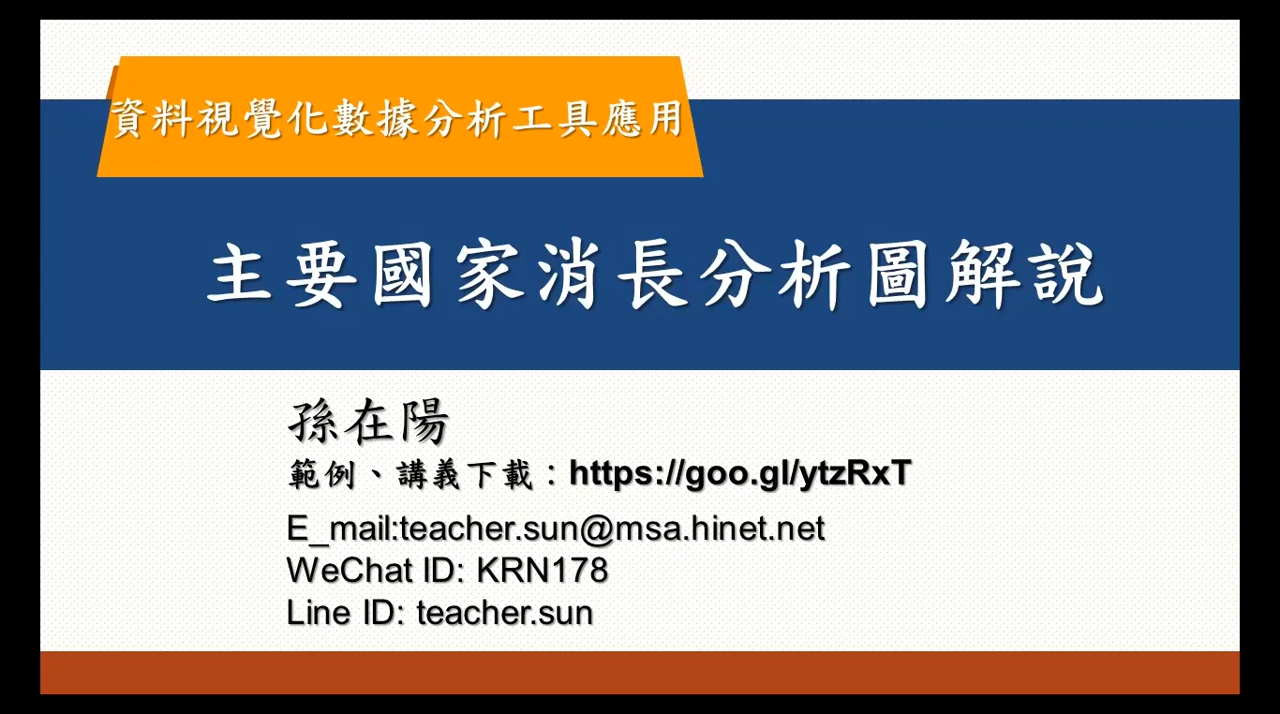 資料視覺化數據分析工具應用
主要國家消長分析圖解說
孫在陽
範例、講義下載：https://goo.gl/ytzRxT
E_mail:teacher.sun@msa.hinet.net
WeChat ID: KRN178
Line ID: teacher.sun